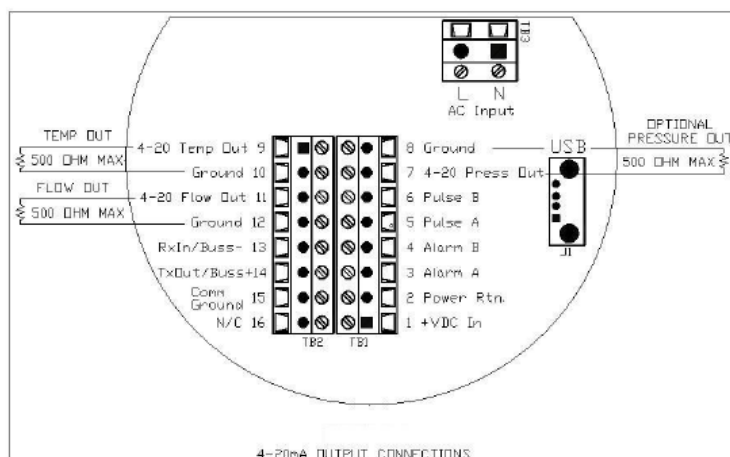 TB3
L N
AC Input
TEMP OUT
500 OHM MAX
FLOW OUT
500 OHM MAX
4-20 Temp Out 9
Ground 10
4-20 Flow Out 11
Ground 12
RxIn/Buss- 13
TxOut/Buss+14
Comm
Ground 15
N/C 16
TB2 TB1
8 Ground
7 4-20 Press Out
6 Pulse B
5 Pulse A
4 Alarm B
3 Alarm A
2 Power Rtn.
1 +VDC In
USB
J1
OPTIONAL
PRESSURE OUT
500 OHM MAX
4-20mA OUTPUT CONNECTIONS